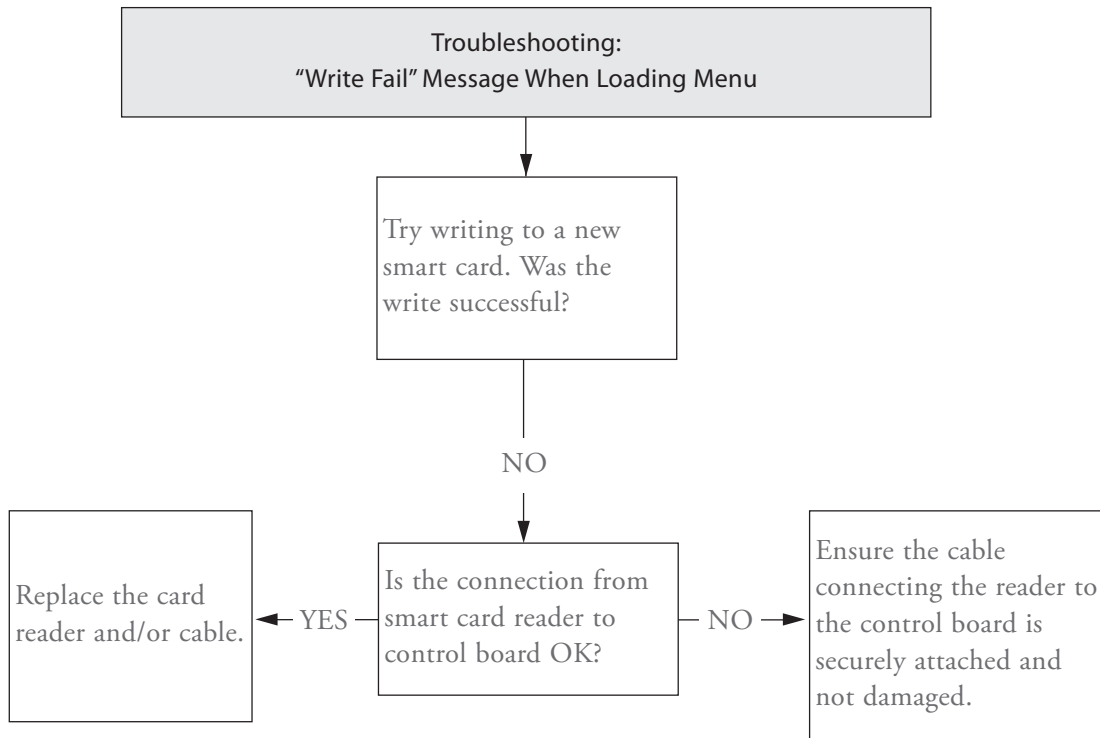 Troubleshooting:
“Write Fail” Message When Loading Menu
Try writing to a new
smart card. Was the
write successful?
NO
Replace the card
reader and/or cable.
YES
Is the connection from
smart card reader to
control board OK?
NO
Ensure the cable
connecting the reader to
the control board is
securely attached and
not damaged.